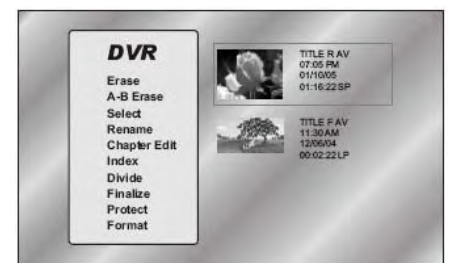 DVR
Erase
A-B Erase
Select
Rename
Chapter Edit
Index
Divide
Finalize
Protect
Format
TITLE R AV
07:05 PM
01/10/05
01:16:22 SP
TITLE F AV
11:30 AM
12/06/04
00:02:22 LP